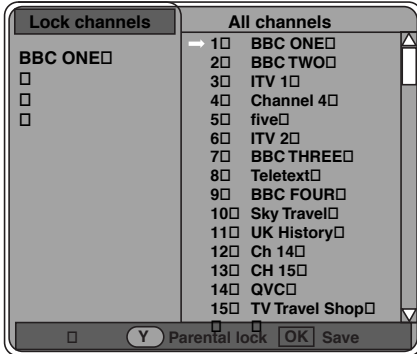 Lock channels
BBC ONE
All channels
1 BBC ONE
2 BBC TWO
3 ITV 1
4 Channel 4
5 five
6 ITV 2
7 BBC THREE
8 Teletext
9 BBC FOUR
10 Sky Travel
11 UK History
12 Ch 14
13 CH 15
14 QVC
15 TV Travel Shop
Y Parental lock OK Save